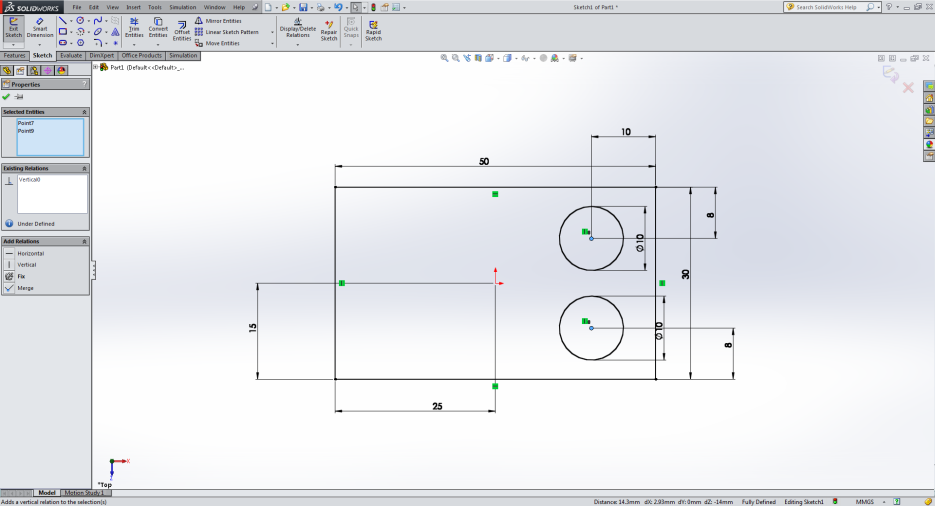 SOLIDWORKS File Edit View Insert Tools Simulation Window Help Sketch1 of Part1 * Search SolidWorks Help
Exit Sketch Smart Dimension Trim Entities Convert Entities Offset Entities Mirror Entities Linear Sketch Pattern Move Entities Display/Delete Relations Repair Sketch Quick Snaps Rapid Sketch
Features Sketch Evaluate DimXpert Office Products Simulation
Part1 (Default<<Default>_...
Properties ?
Selected Entities
Point7
Point9
Existing Relations
Vertical0
Under Defined
Add Relations
Horizontal
Vertical
Fix
Merge
10
50
8
Ø10
30
15
Ø10
8
25
X
*Top
Model Motion Study 1
Adds a vertical relation to the selection(s) Distance: 14.3mm dX: 2.93mm dY: 0mm dZ: -14mm Fully Defined Editing Sketch1 MMGS